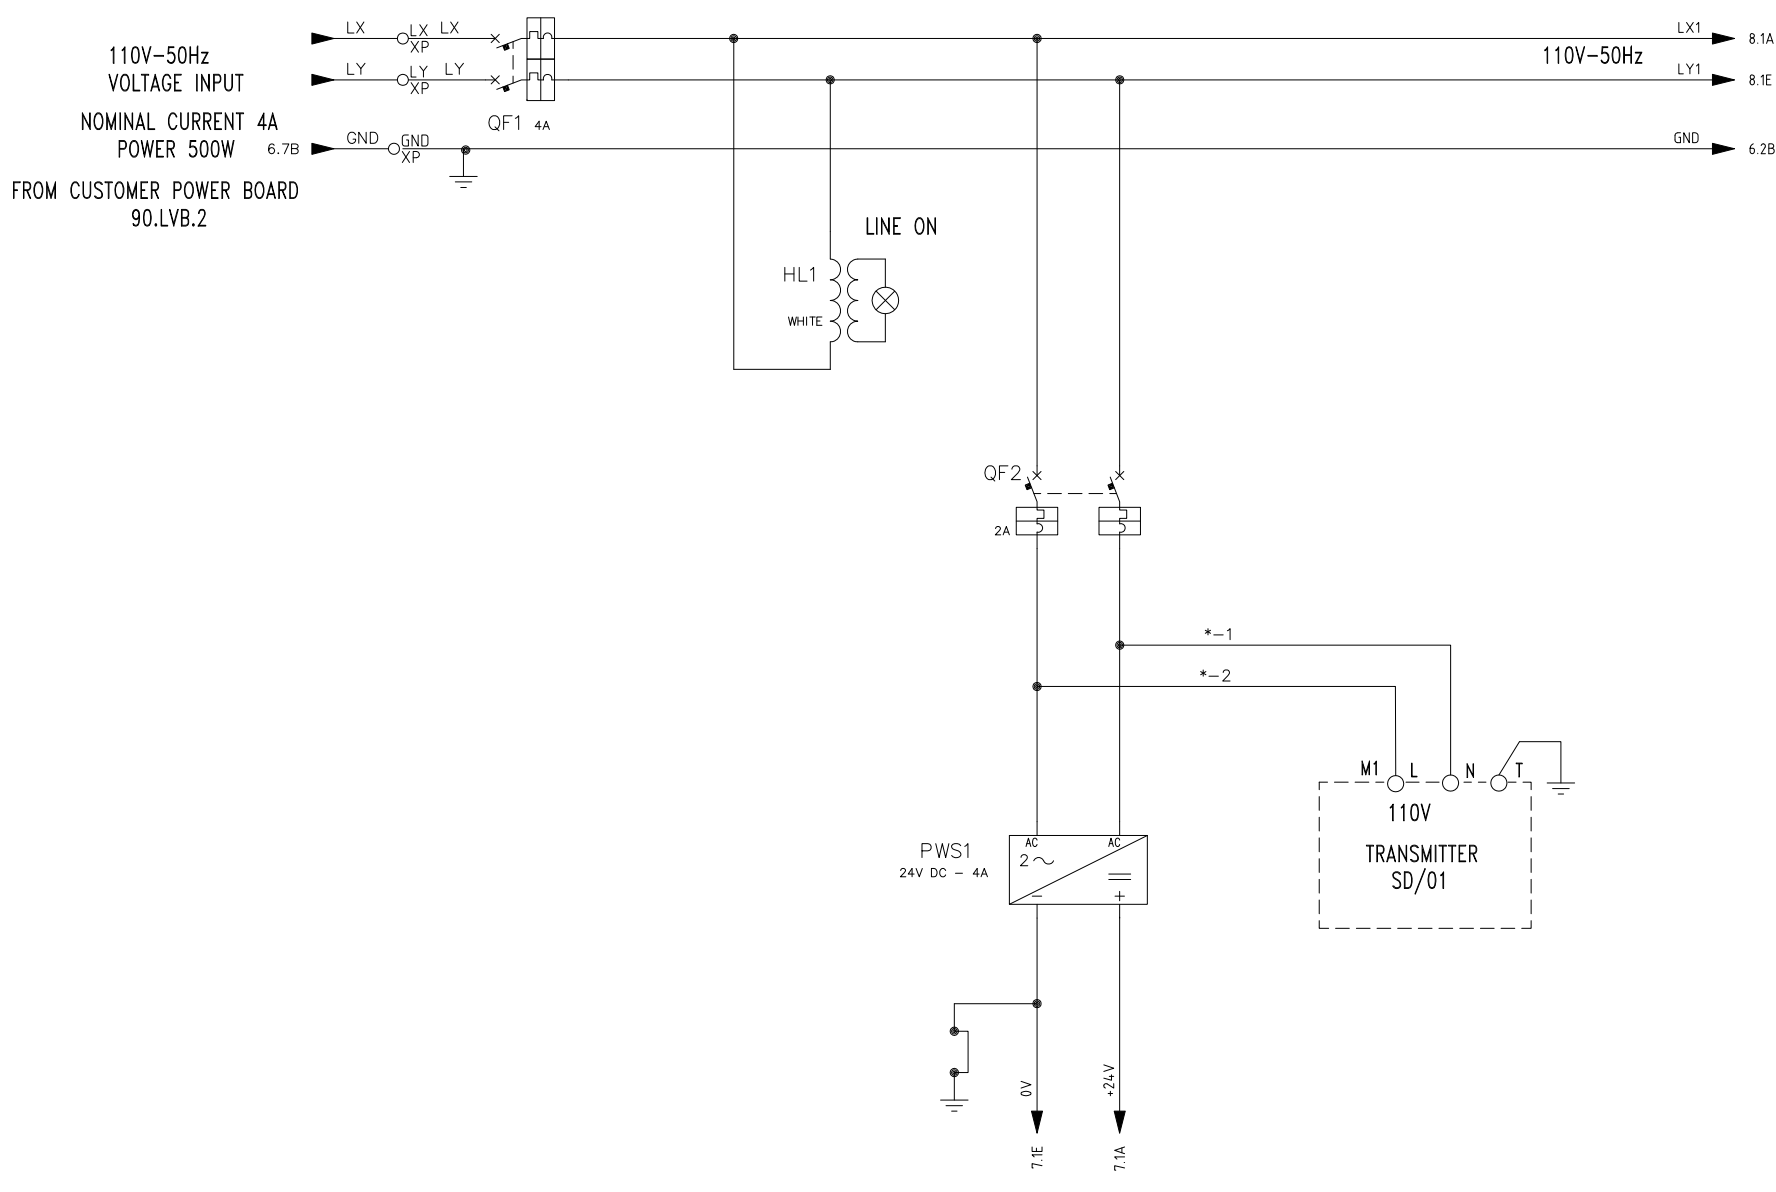 LX
LX
LX
XP
110V-50Hz
VOLTAGE INPUT
LY
LY
LY
XP
NOMINAL CURRENT 4A
POWER 500W
6.7B
GND
GND
XP
FROM CUSTOMER POWER BOARD
90.LVB.2
QF1 4A
110V-50Hz
LX1
8.1A
LY1
8.1E
GND
6.2B
LINE ON
HL1
WHITE
QF2
2A
*-1
*-2
M1 L N T
110V
TRANSMITTER
SD/01
PWS1
24V DC - 4A
AC AC
2~
- +
0V
+24V
7.1E
7.1A